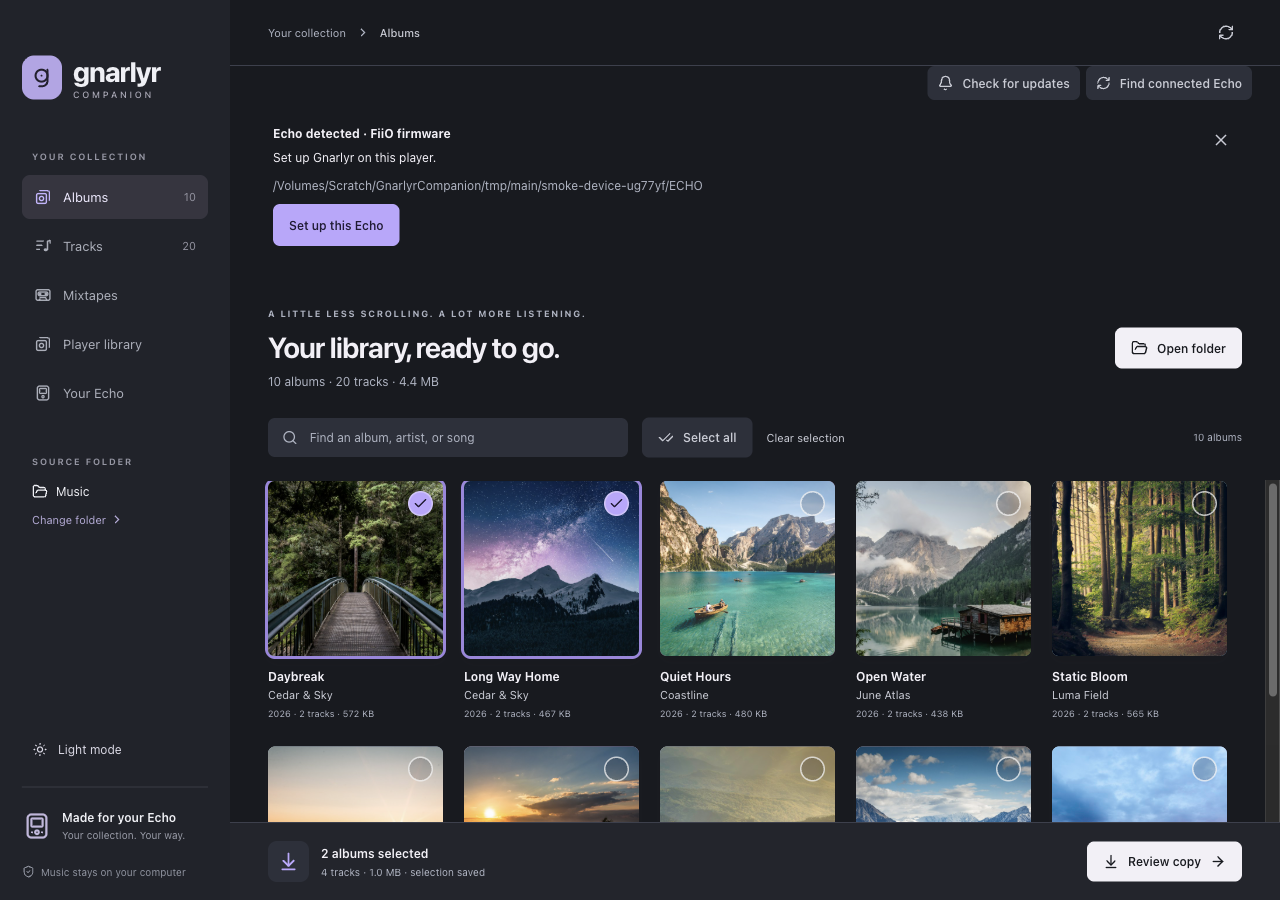 g gnarlyr
COMPANION
YOUR COLLECTION
Albums 10
Tracks 20
Mixtapes
Player library
Your Echo
SOURCE FOLDER
Music
Change folder
Light mode
Made for your Echo
Your collection. Your way.
Music stays on your computer
Your collection Albums
Check for updates Find connected Echo
Echo detected · FiiO firmware
Set up Gnarlyr on this player.
/Volumes/Scratch/GnarlyrCompanion/tmp/main/smoke-device-ug77yf/ECHO
Set up this Echo
A LITTLE LESS SCROLLING. A LOT MORE LISTENING.
Your library, ready to go.
10 albums · 20 tracks · 4.4 MB
Open folder
Find an album, artist, or song Select all Clear selection 10 albums
Daybreak
Cedar & Sky
2026 · 2 tracks · 572 KB
Long Way Home
Cedar & Sky
2026 · 2 tracks · 467 KB
Quiet Hours
Coastline
2026 · 2 tracks · 480 KB
Open Water
June Atlas
2026 · 2 tracks · 438 KB
Static Bloom
Luma Field
2026 · 2 tracks · 565 KB
2 albums selected
4 tracks · 1.0 MB · selection saved
Review copy